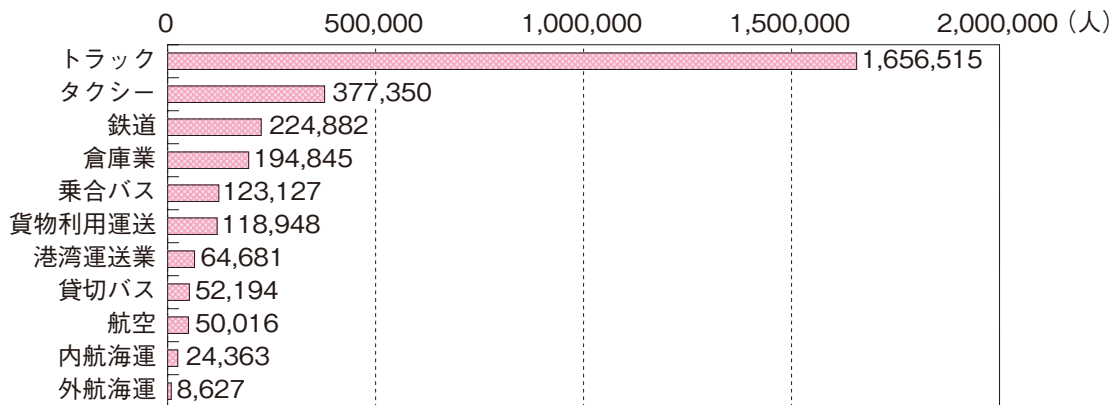 0 500,000 1,000,000 1,500,000 2,000,000（人）
トラック 1,656,515
タクシー 377,350
鉄道 224,882
倉庫業 194,845
乗合バス 123,127
貨物利用運送 118,948
港湾運送業 64,681
貸切バス 52,194
航空 50,016
内航海運 24,363
外航海運 8,627